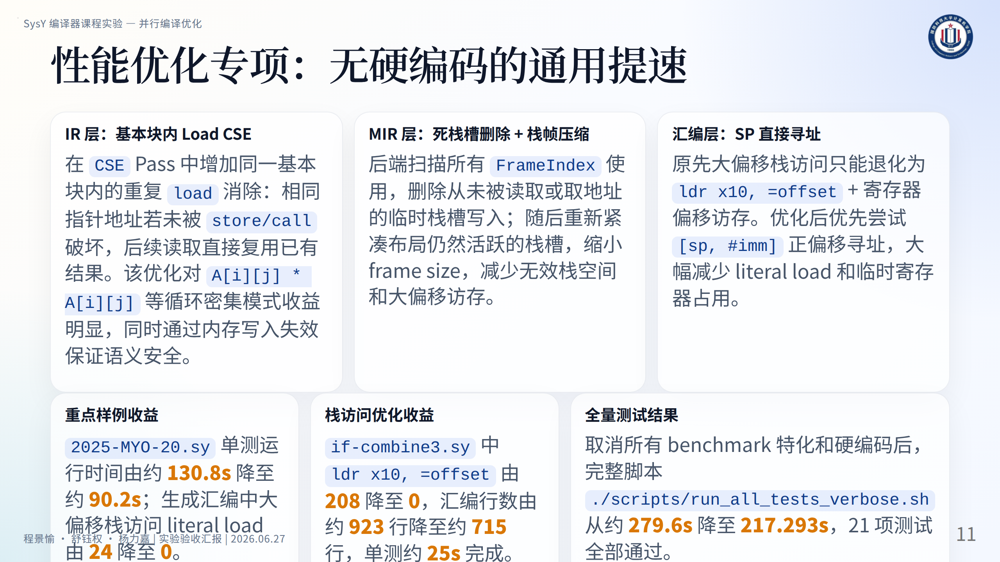 SysY 编译器课程实验 — 并行编译优化
国防科技大学计算机学院
1966
性能优化专项：无硬编码的通用提速
IR 层：基本块内 Load CSE
在 CSE Pass 中增加同一基本
块内的重复 load 消除：相同
指针地址若未被 store/call
破坏，后续读取直接复用已有
结果。该优化对 A[i][j] *
A[i][j] 等循环密集模式收益
明显，同时通过内存写入失效
保证语义安全。
MIR 层：死栈槽删除 + 栈帧压缩
后端扫描所有 FrameIndex 使
用，删除从未被读取或取地址
的临时栈槽写入；随后重新紧
凑布局仍然活跃的栈槽，缩小
frame size，减少无效栈空间
和大偏移访存。
汇编层：SP 直接寻址
原先大偏移栈访问只能退化为
ldr x10, =offset + 寄存器
偏移访存。优化后优先尝试
[sp, #imm] 正偏移寻址，大
幅减少 literal load 和临时寄存
器占用。
重点样例收益
2025-MYO-20.sy 单测运
行时间由约 130.8s 降至
约 90.2s；生成汇编中大
偏移栈访问 literal load
由 24 降至 0。
栈访问优化收益
if-combine3.sy 中
ldr x10, =offset 由
208 降至 0，汇编行数由
约 923 行降至约 715
行，单测约 25s 完成。
全量测试结果
取消所有 benchmark 特化和硬编码后，
完整脚本
./scripts/run_all_tests_verbose.sh
从约 279.6s 降至 217.293s，21 项测试
全部通过。
程景愉 · 舒钰权 · 杨力嘉 | 实验验收汇报 | 2026.06.27
11